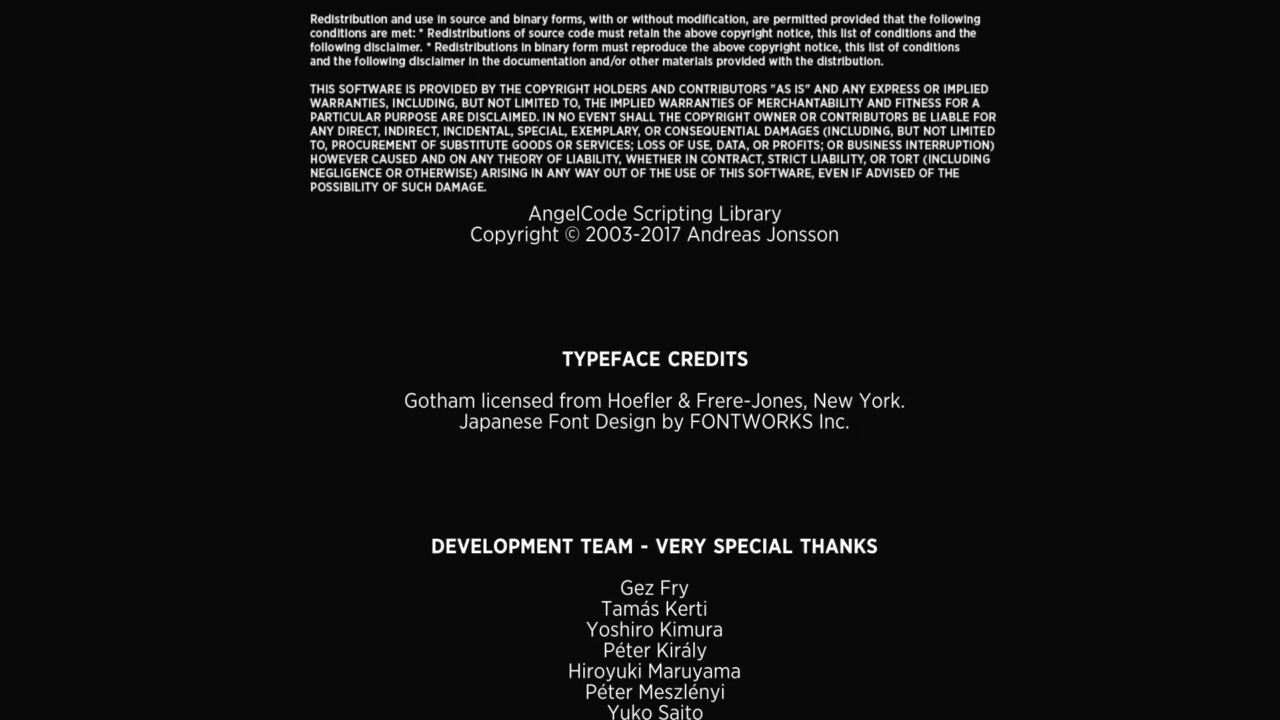 Redistribution and use in source and binary forms, with or without modification, are permitted provided that the following
conditions are met: * Redistributions of source code must retain the above copyright notice, this list of conditions and the
following disclaimer. * Redistributions in binary form must reproduce the above copyright notice, this list of conditions
and the following disclaimer in the documentation and/or other materials provided with the distribution.
THIS SOFTWARE IS PROVIDED BY THE COPYRIGHT HOLDERS AND CONTRIBUTORS "AS IS" AND ANY EXPRESS OR IMPLIED
WARRANTIES, INCLUDING, BUT NOT LIMITED TO, THE IMPLIED WARRANTIES OF MERCHANTABILITY AND FITNESS FOR A
PARTICULAR PURPOSE ARE DISCLAIMED. IN NO EVENT SHALL THE COPYRIGHT OWNER OR CONTRIBUTORS BE LIABLE FOR
ANY DIRECT, INDIRECT, INCIDENTAL, SPECIAL, EXEMPLARY, OR CONSEQUENTIAL DAMAGES (INCLUDING, BUT NOT LIMITED
TO, PROCUREMENT OF SUBSTITUTE GOODS OR SERVICES; LOSS OF USE, DATA, OR PROFITS; OR BUSINESS INTERRUPTION)
HOWEVER CAUSED AND ON ANY THEORY OF LIABILITY, WHETHER IN CONTRACT, STRICT LIABILITY, OR TORT (INCLUDING
NEGLIGENCE OR OTHERWISE) ARISING IN ANY WAY OUT OF THE USE OF THIS SOFTWARE, EVEN IF ADVISED OF THE
POSSIBILITY OF SUCH DAMAGE.
AngelCode Scripting Library
Copyright © 2003-2017 Andreas Jonsson
TYPEFACE CREDITS
Gotham licensed from Hoefler & Frere-Jones, New York.
Japanese Font Design by FONTWORKS Inc.
DEVELOPMENT TEAM - VERY SPECIAL THANKS
Gez Fry
Tamás Kerti
Yoshiro Kimura
Péter Király
Hiroyuki Maruyama
Péter Meszlényi
Yuko Saito